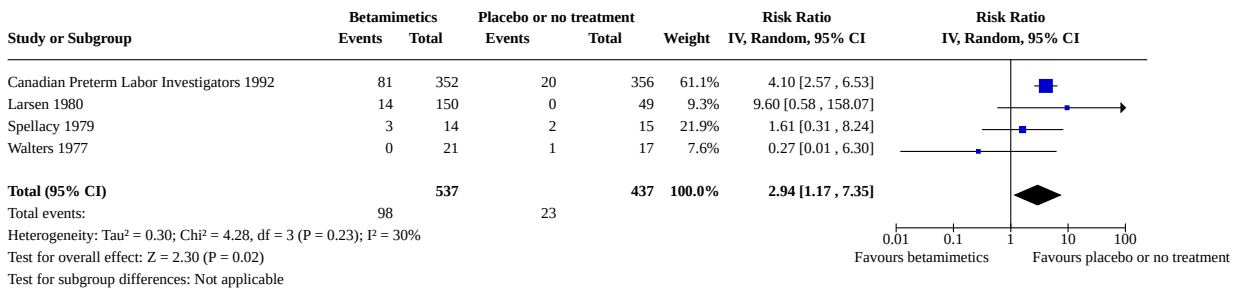 Betamimetics Placebo or no treatment Risk Ratio Risk Ratio
Study or Subgroup Events Total Events Total Weight IV, Random, 95% CI IV, Random, 95% CI
Canadian Preterm Labor Investigators 1992 81 352 20 356 61.1% 4.10 [2.57 , 6.53]
Larsen 1980 14 150 0 49 9.3% 9.60 [0.58 , 158.07]
Spellacy 1979 3 14 2 15 21.9% 1.61 [0.31 , 8.24]
Walters 1977 0 21 1 17 7.6% 0.27 [0.01 , 6.30]
Total (95% CI) 537 437 100.0% 2.94 [1.17 , 7.35]
Total events: 98 23
Heterogeneity: Tau² = 0.30; Chi² = 4.28, df = 3 (P = 0.23); I² = 30% 0.01 0.1 1 10 100
Test for overall effect: Z = 2.30 (P = 0.02) Favours betamimetics Favours placebo or no treatment
Test for subgroup differences: Not applicable